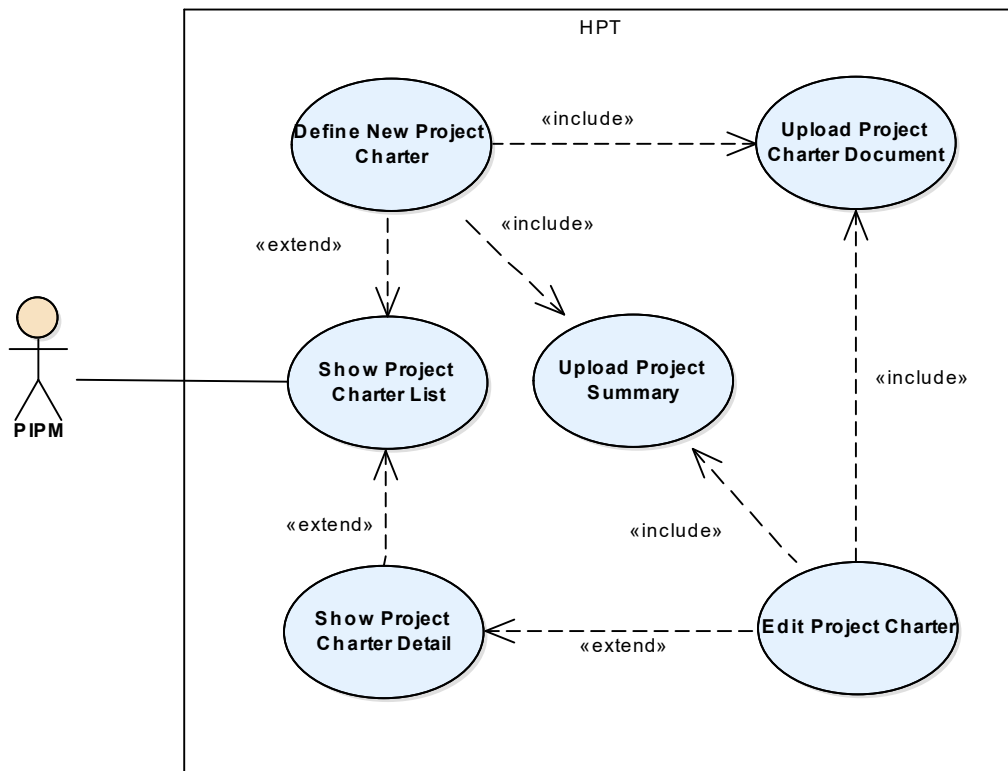 HPT
Define New Project
Charter
«include»
Upload Project
Charter Document
«include»
«extend»
Show Project
Charter List
Upload Project
Summary
«include»
PIPM
«extend»
«include»
Show Project
Charter Detail
Edit Project Charter
«extend»